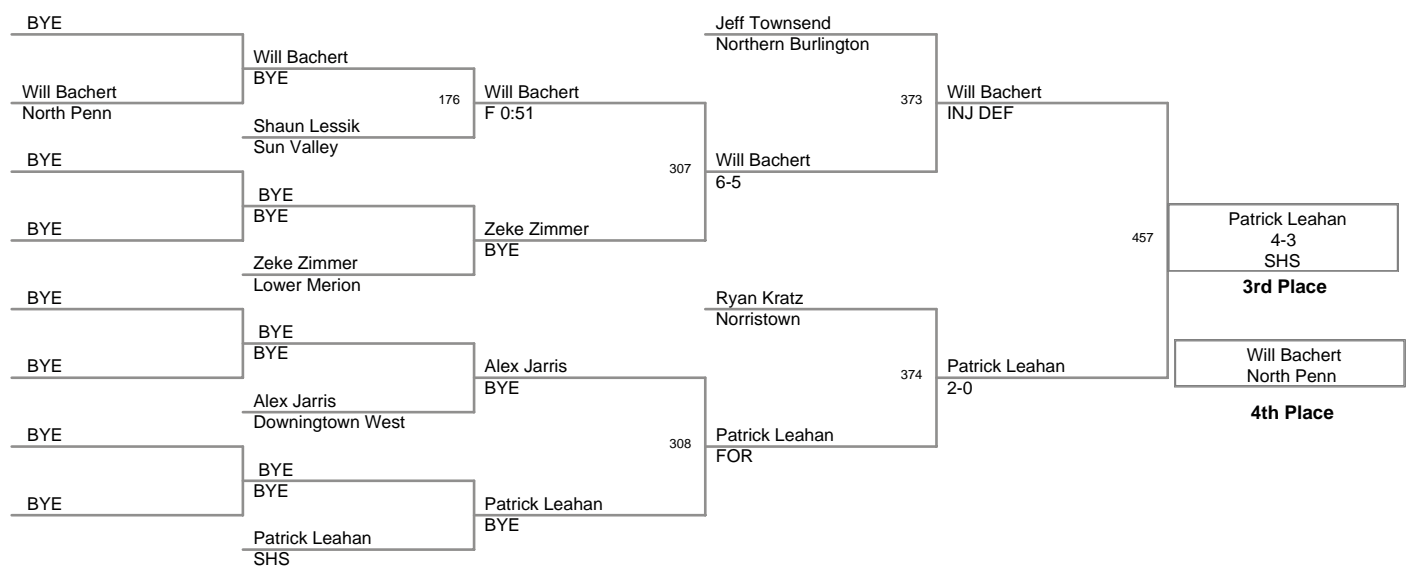 BYE
Will Bachert
North Penn
BYE
BYE
BYE
BYE
BYE
BYE
Will Bachert
BYE
Shaun Lessik
Sun Valley
BYE
BYE
Zeke Zimmer
Lower Merion
BYE
BYE
Alex Jarris
Downingtown West
BYE
BYE
Patrick Leahan
SHS
176
Will Bachert
F 0:51
Zeke Zimmer
BYE
Alex Jarris
BYE
Patrick Leahan
BYE
307
308
Jeff Townsend
Northern Burlington
Will Bachert
6-5
Ryan Kratz
Norristown
Patrick Leahan
FOR
373
374
Will Bachert
INJ DEF
Patrick Leahan
2-0
457
Patrick Leahan
4-3
SHS
3rd Place
Will Bachert
North Penn
4th Place